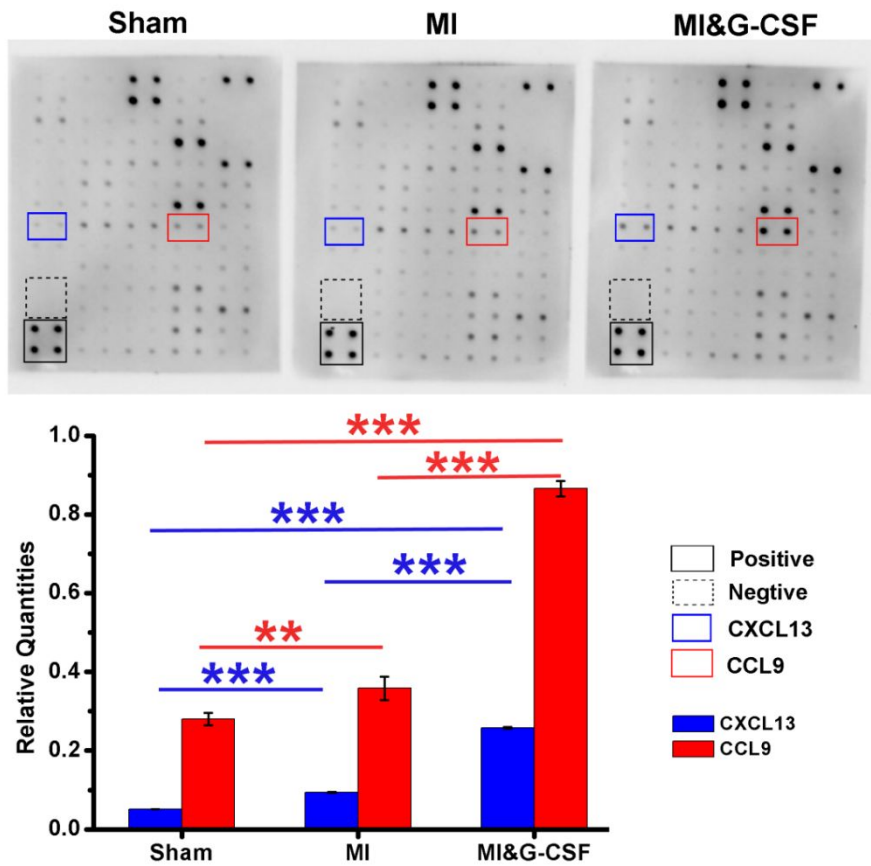 Sham MI MI&G-CSF
***
***
***
***
**
***
1.0
0.8
0.6
0.4
0.2
0.0
Relative Quantities
Sham MI MI&G-CSF
Positive
Negtive
CXCL13
CCL9
CXCL13
CCL9